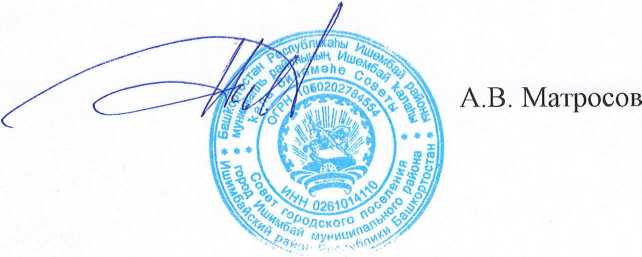 А.В. Матросов
Башҡортостан Республикаһы Ишембай районы
муниципаль районының Ишембай ҡалаһы
ҡала биләмәһе Советы
ОГРН 1060202784554
ИНН 0261014110
Совет городского поселения
город Ишимбай муниципального района
Ишимбайский район Республики Башкортостан